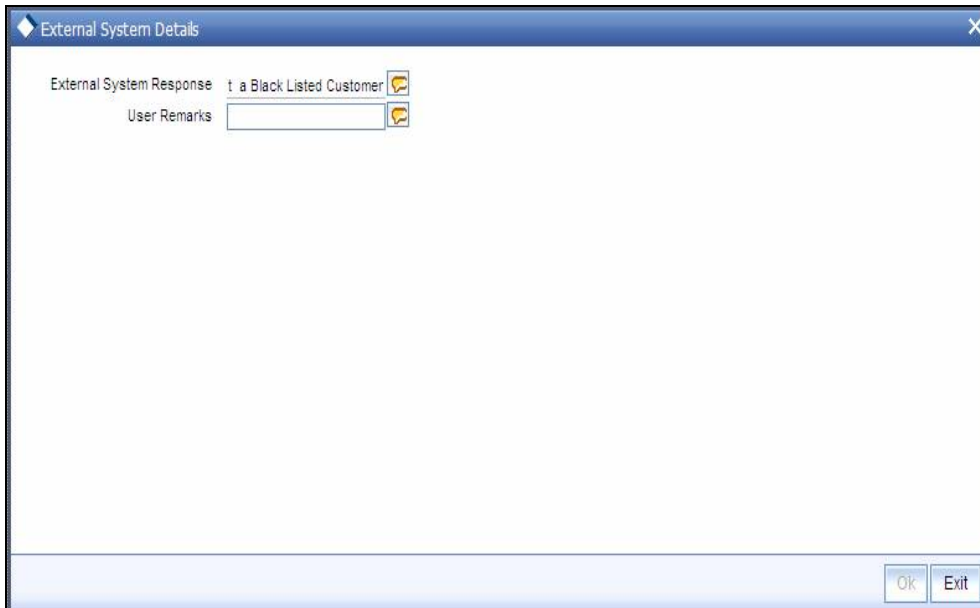 External System Details
External System Response t a Black Listed Customer
User Remarks
Ok Exit